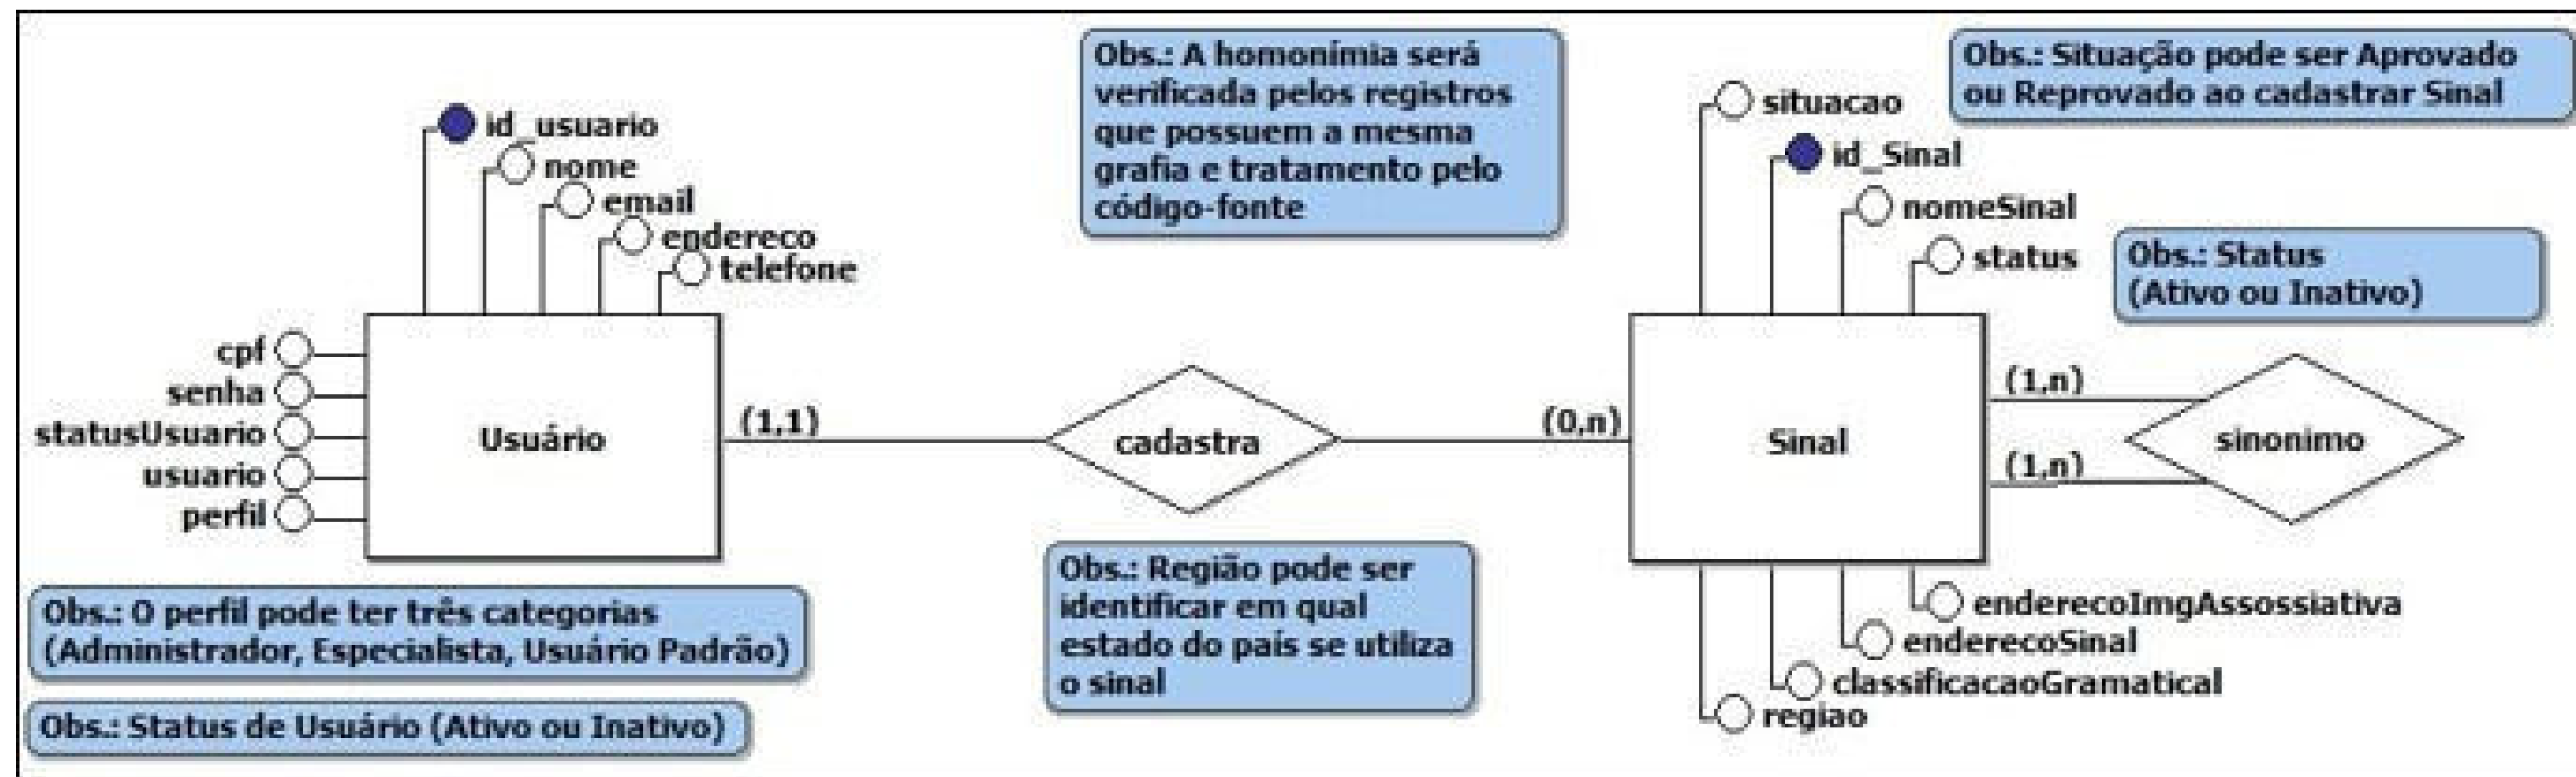 Obs.: A homonímia será
verificada pelos registros
que possuem a mesma
grafia e tratamento pelo
código-fonte
Obs.: Situação pode ser Aprovado
ou Reprovado ao cadastrar Sinal
id_usuario
nome
email
endereco
telefone
situacao
id_Sinal
nomeSinal
status
Obs.: Status
(Ativo ou Inativo)
cpf
senha
statusUsuario
usuario
perfil
Usuário
(1,1)
cadastra
(0,n)
Sinal
(1,n)
(1,n)
sinonimo
Obs.: O perfil pode ter três categorias
(Administrador, Especialista, Usuário Padrão)
Obs.: Status de Usuário (Ativo ou Inativo)
Obs.: Região pode ser
identificar em qual
estado do país se utiliza
o sinal
enderecoImgAssossiativa
enderecoSinal
classificacaoGramatical
regiao